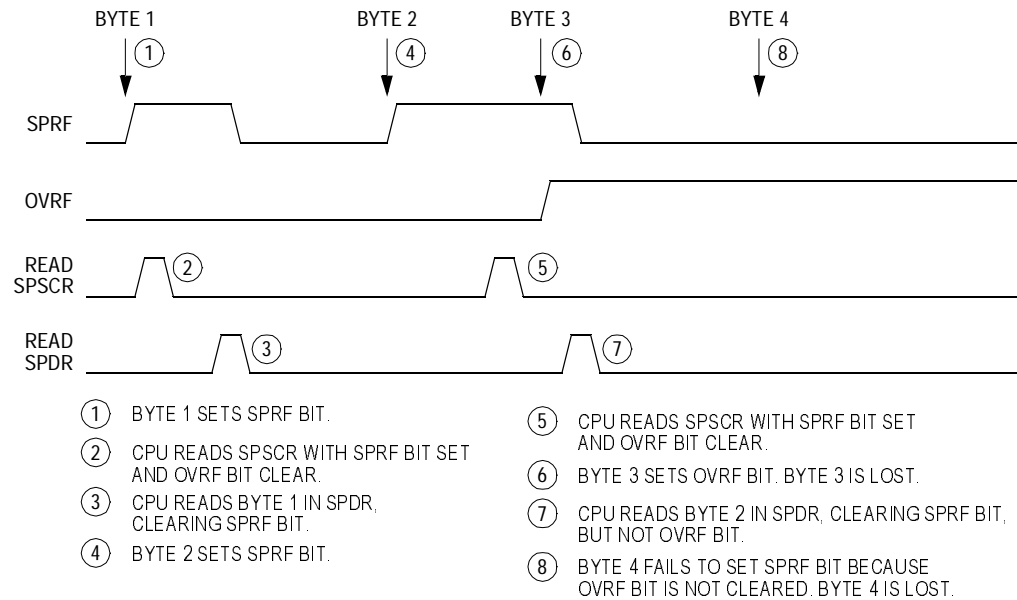 BYTE 1
BYTE 2
BYTE 3
BYTE 4
1
4
6
8
SPRF
OVRF
READ
SPSCR
2
5
READ
SPDR
3
7
1 BYTE 1 SETS SPRF BIT.
2 CPU READS SPSCR WITH SPRF BIT SET
AND OVRF BIT CLEAR.
3 CPU READS BYTE 1 IN SPDR,
CLEARING SPRF BIT.
4 BYTE 2 SETS SPRF BIT.
5 CPU READS SPSCR WITH SPRF BIT SET
AND OVRF BIT CLEAR.
6 BYTE 3 SETS OVRF BIT. BYTE 3 IS LOST.
7 CPU READS BYTE 2 IN SPDR, CLEARING SPRF BIT,
BUT NOT OVRF BIT.
8 BYTE 4 FAILS TO SET SPRF BIT BECAUSE
OVRF BIT IS NOT CLEARED. BYTE 4 IS LOST.